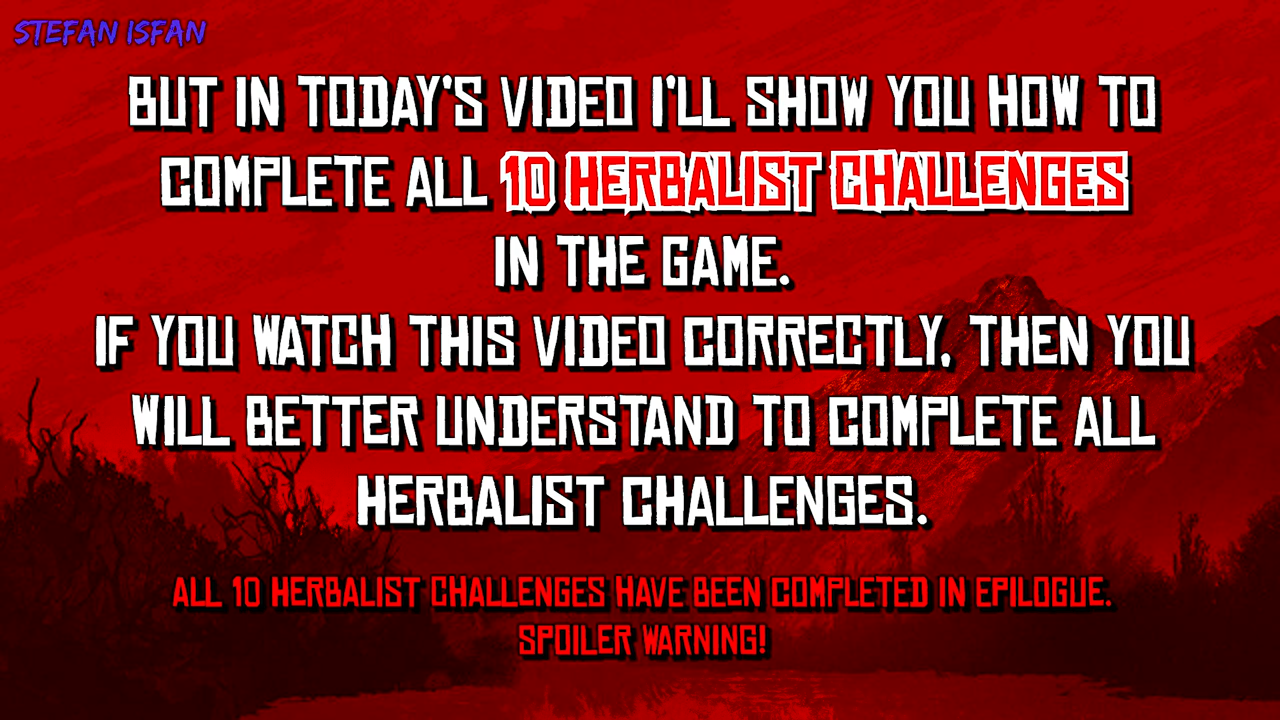 STEFAN ISFAN
BUT IN TODAY'S VIDEO I'LL SHOW YOU HOW TO
COMPLETE ALL 10 HERBALIST CHALLENGES
IN THE GAME.
IF YOU WATCH THIS VIDEO CORRECTLY, THEN YOU
WILL BETTER UNDERSTAND TO COMPLETE ALL
HERBALIST CHALLENGES.
ALL 10 HERBALIST CHALLENGES HAVE BEEN COMPLETED IN EPILOGUE.
SPOILER WARNING!